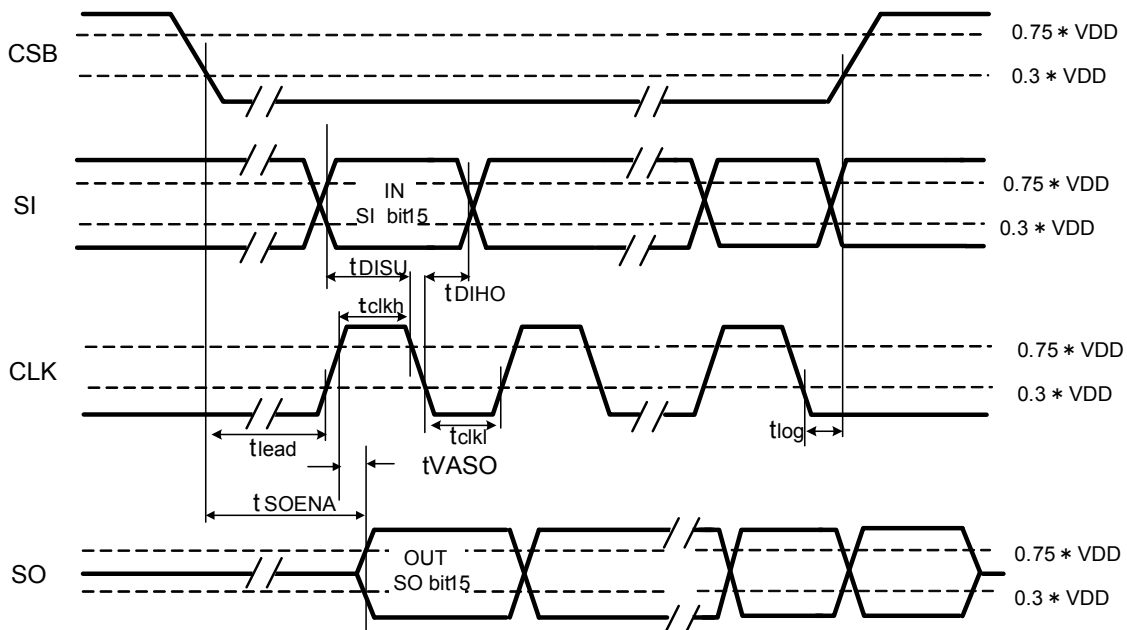 CSB
0.75 * VDD
0.3 * VDD
SI
IN
SI bit15
0.75 * VDD
0.3 * VDD
tDISU
tDIHO
tclkh
CLK
0.75 * VDD
0.3 * VDD
tlead
tclkl
tlog
tVASO
tSOENA
SO
OUT
SO bit15
0.75 * VDD
0.3 * VDD